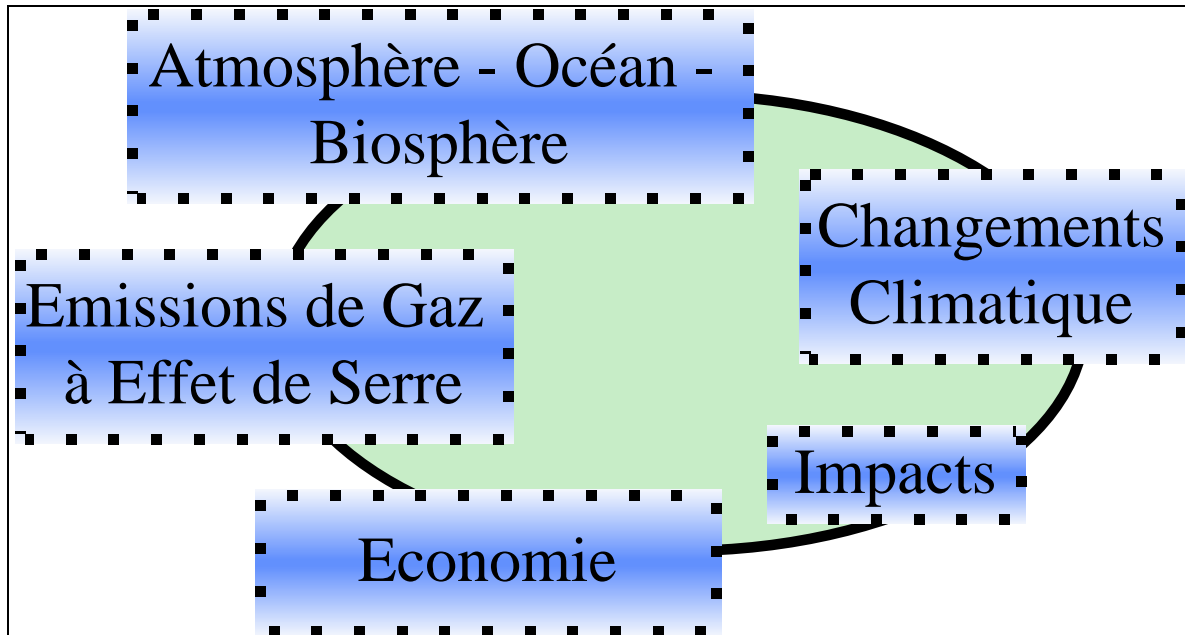 Atmosphère - Océan -
Biosphère
Changements
Climatique
Emissions de Gaz
à Effet de Serre
Impacts
Economie